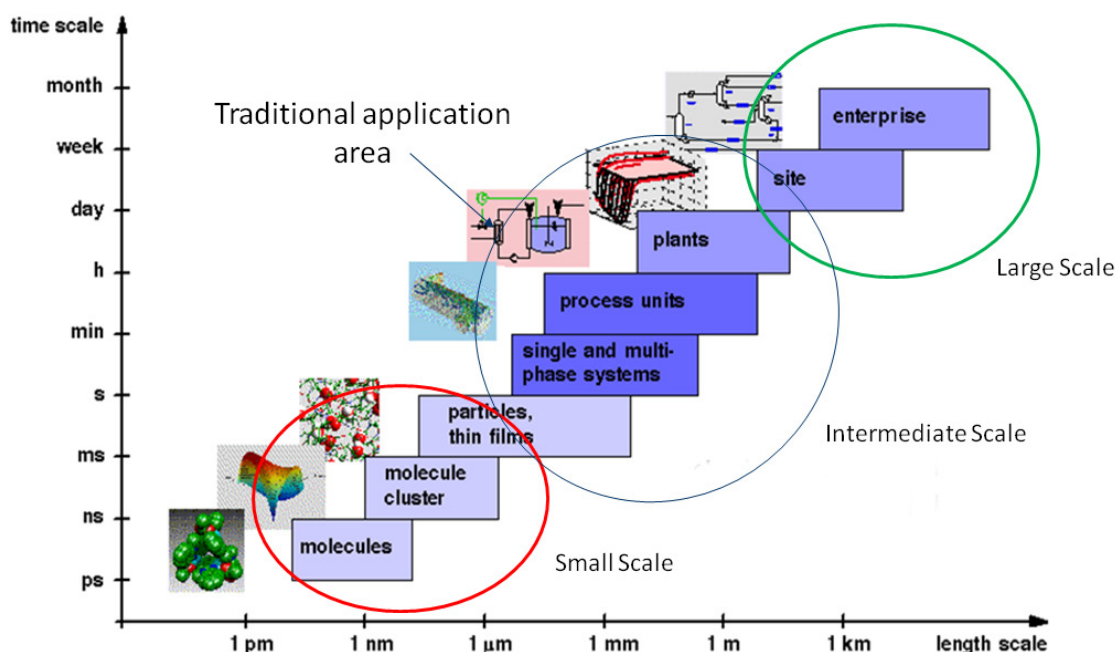 time scale
month
week
day
h
min
s
ms
ns
ps
Traditional application
area
enterprise
site
plants
process units
single and multi-
phase systems
particles,
thin films
molecule
cluster
molecules
Large Scale
Intermediate Scale
Small Scale
1 pm
1 nm
1 μm
1 mm
1 m
1 km
length scale